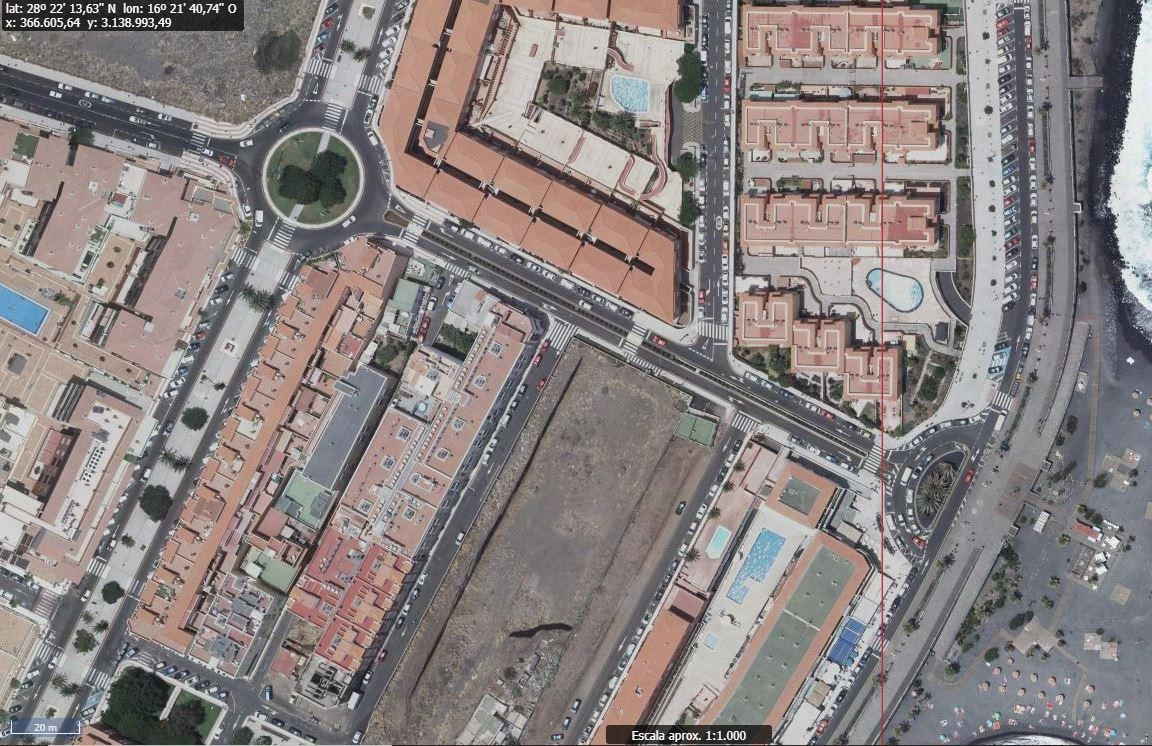 lat: 28º 22' 13,63" N lon: 16º 21' 40,74" O
x: 366.605,64 y: 3.138.993,49
20 m
Escala aprox. 1:1.000